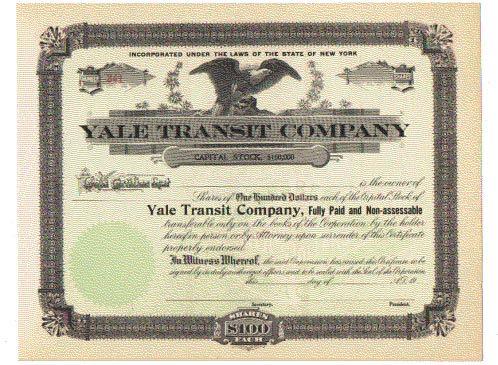 INCORPORATED UNDER THE LAWS OF THE STATE OF NEW YORK
YALE TRANSIT COMPANY
CAPITAL STOCK, $100,000
is the owner of
Shares of One Hundred Dollars each of the Capital Stock of
Yale Transit Company, Fully Paid and Non-assessable
transferable only on the books of the Corporation by the holder
hereof in person or by Attorney upon surrender of this Certificate
properly endorsed.
In Witness Whereof, the said Corporation has caused this Certificate to be
signed by its duly authorized officers and to be sealed with the Seal of the Corporation
this day of A.D. 19
Secretary. President.
SHARES
$100
EACH